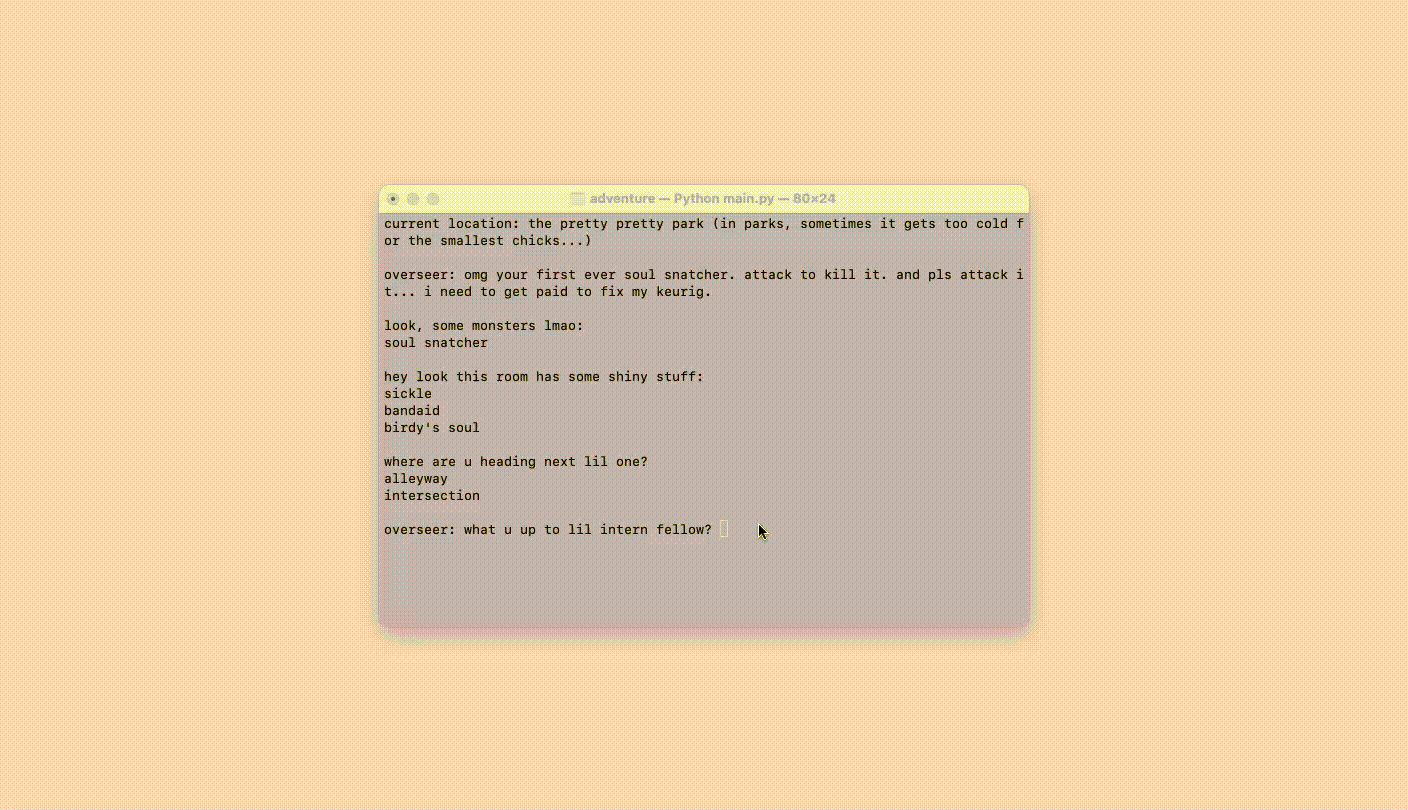 adventure — Python main.py — 80×24
current location: the pretty pretty park (in parks, sometimes it gets too cold f
or the smallest chicks...)
overseer: omg your first ever soul snatcher. attack to kill it. and pls attack i
t... i need to get paid to fix my keurig.
look, some monsters lmao:
soul snatcher
hey look this room has some shiny stuff:
sickle
bandaid
birdy's soul
where are u heading next lil one?
alleyway
intersection
overseer: what u up to lil intern fellow?